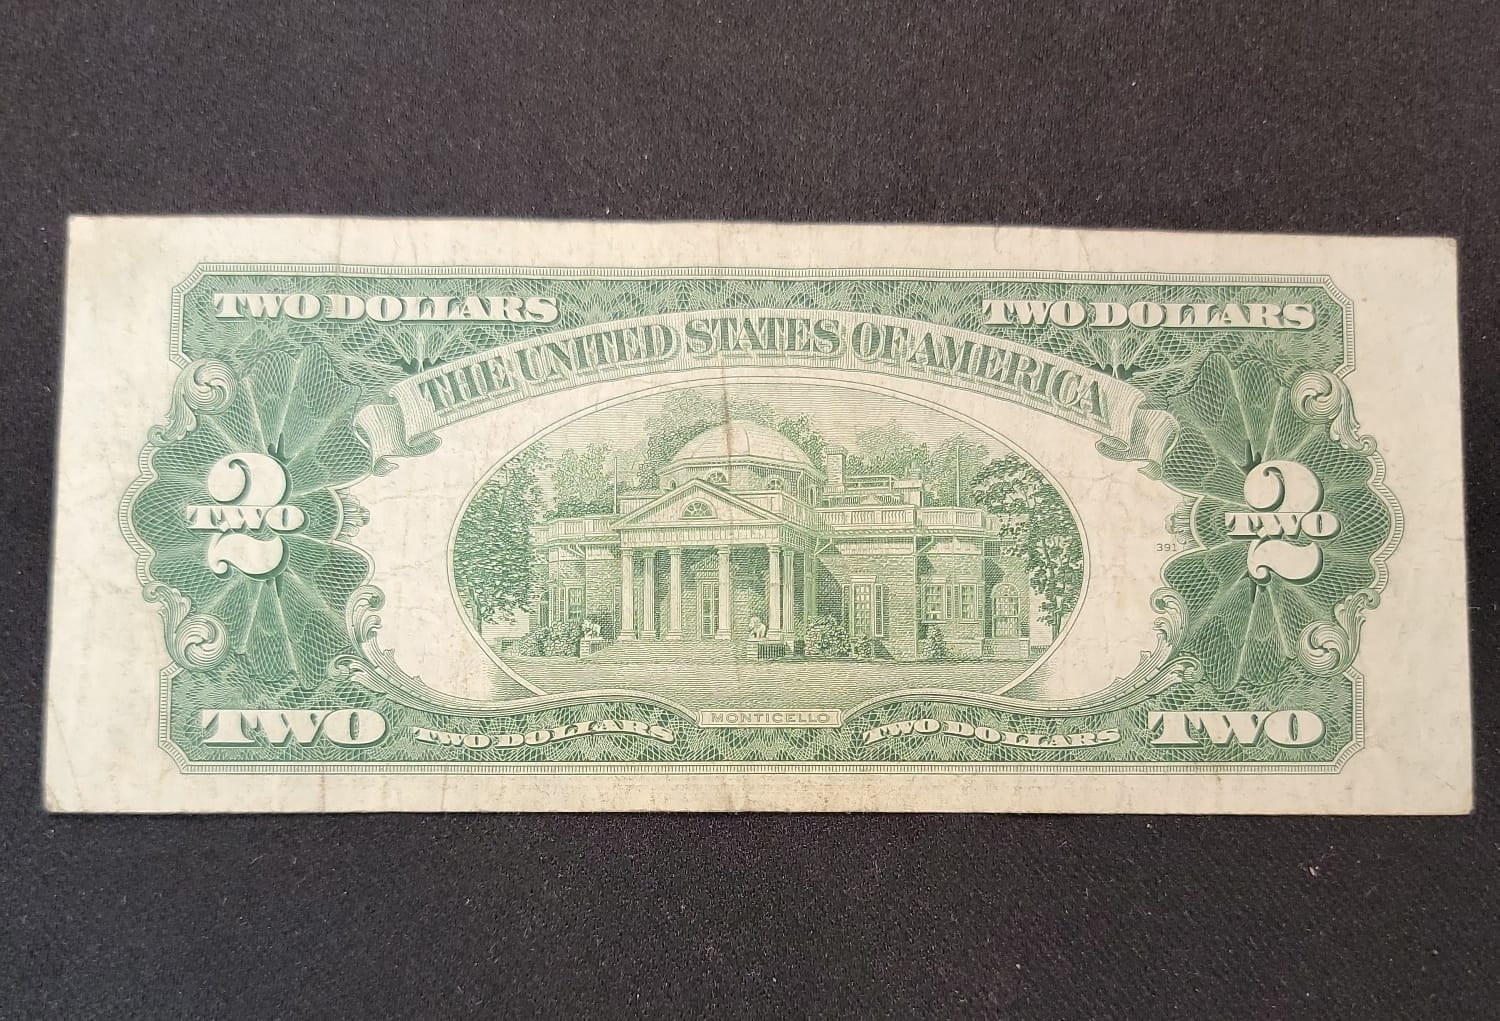 TWO DOLLARS
TWO DOLLARS
THE UNITED STATES OF AMERICA
2
TWO
2
TWO
391
TWO
TWO DOLLARS
MONTICELLO
TWO DOLLARS
TWO